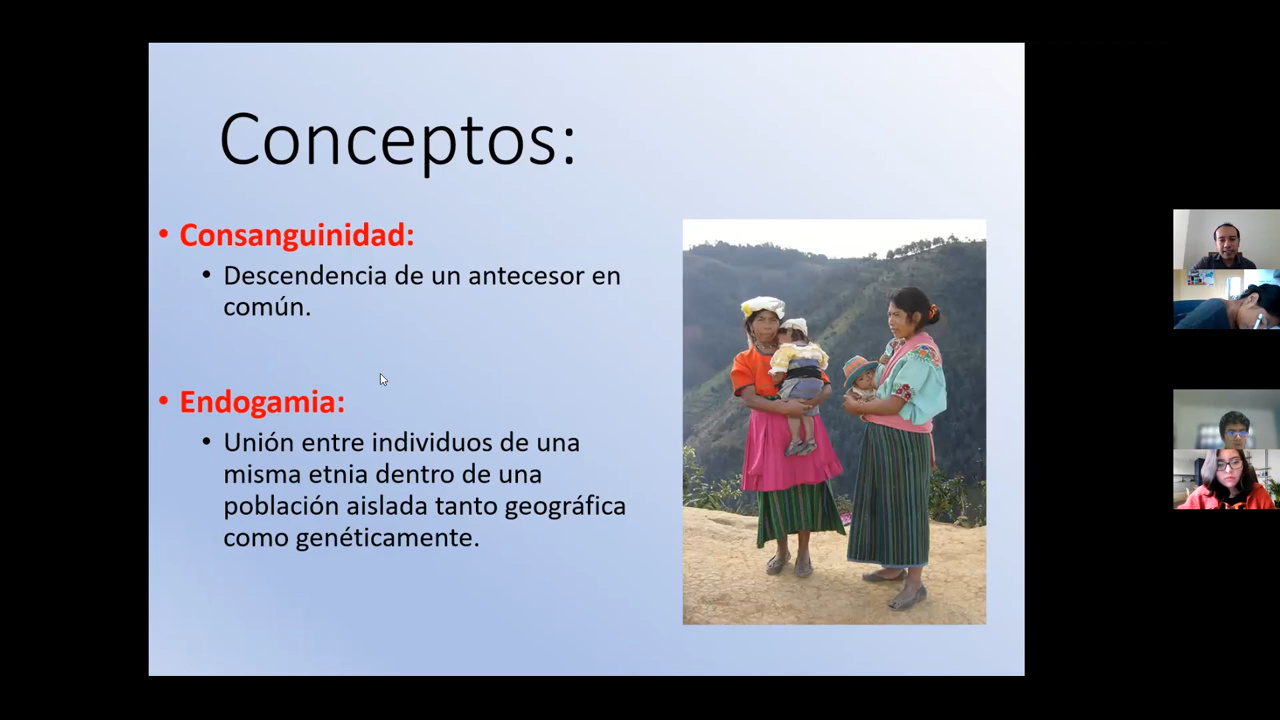 Conceptos:
• Consanguinidad:
• Descendencia de un antecesor en
común.
• Endogamia:
• Unión entre individuos de una
misma etnia dentro de una
población aislada tanto geográfica
como genéticamente.